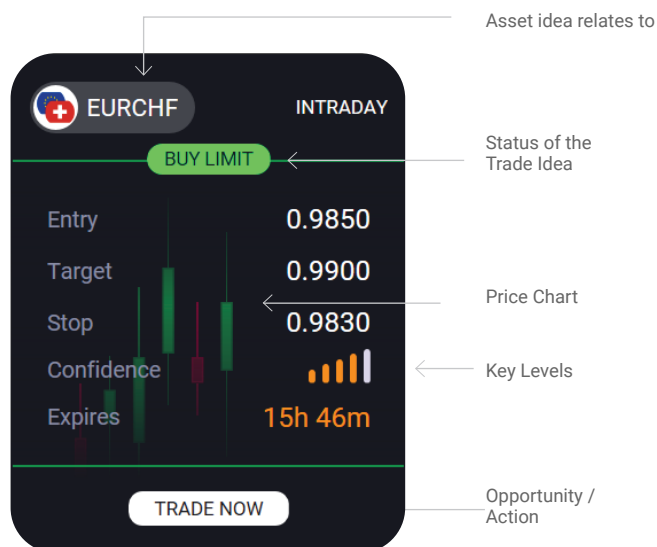 Asset idea relates to
EURCHF
INTRADAY
BUY LIMIT
Status of the
Trade Idea
Entry 0.9850
Target 0.9900
Stop 0.9830
Price Chart
Confidence
Key Levels
Expires 15h 46m
TRADE NOW
Opportunity /
Action